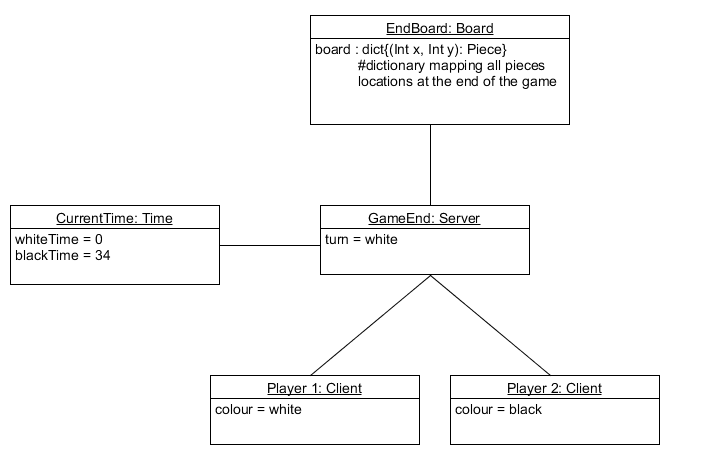 EndBoard: Board
board : dict{(Int x, Int y): Piece}
#dictionary mapping all pieces
locations at the end of the game
CurrentTime: Time
whiteTime = 0
blackTime = 34
GameEnd: Server
turn = white
Player 1: Client
colour = white
Player 2: Client
colour = black